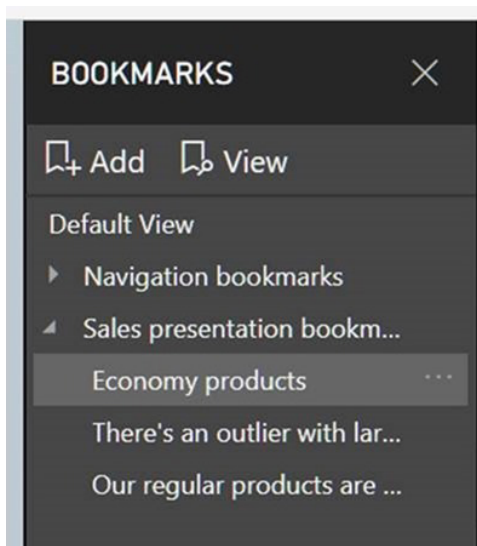 BOOKMARKS
Add View
Default View
Navigation bookmarks
Sales presentation bookm...
Economy products ...
There's an outlier with lar...
Our regular products are ...